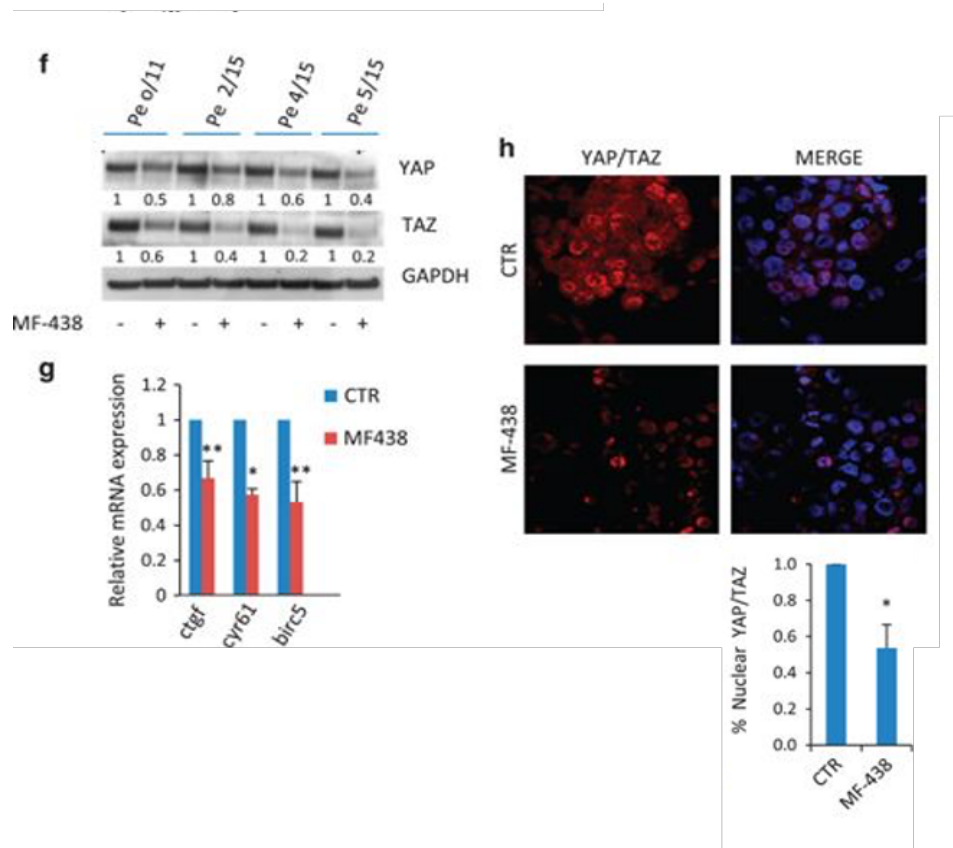 f
Pe 0/11 Pe 2/15 Pe 4/15 Pe 5/15
YAP
1 0.5 1 0.8 1 0.6 1 0.4
TAZ
1 0.6 1 0.4 1 0.2 1 0.2
GAPDH
MF-438 - + - + - + - +
g
Relative mRNA expression
1.2
1
0.8
0.6
0.4
0.2
0
CTR
MF438
** * **
ctgf cyr61 birc5
h
YAP/TAZ MERGE
CTR
MF-438
% Nuclear YAP/TAZ
1.0
0.8
0.6
0.4
0.2
0.0
*
CTR MF-438